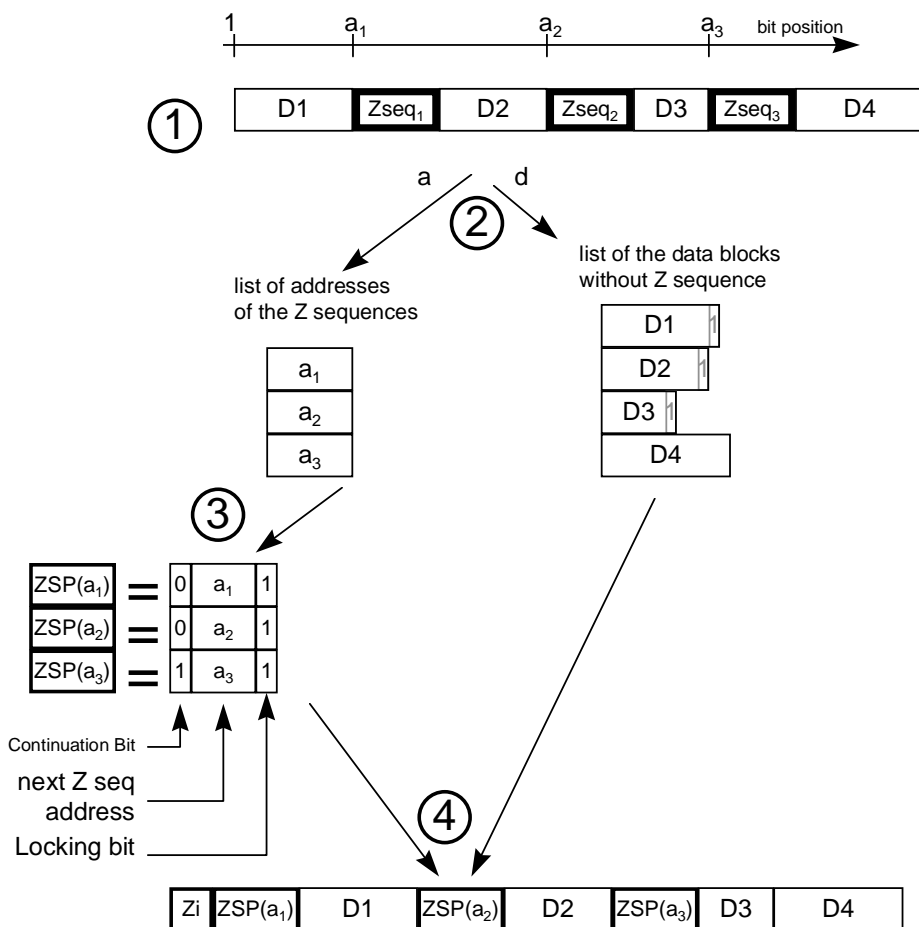 1 a₁ a₂ a₃ bit position
1 D1 Zseq₁ D2 Zseq₂ D3 Zseq₃ D4
a d
2
list of addresses
of the Z sequences
list of the data blocks
without Z sequence
a₁
a₂
a₃
D1 1
D2 1
D3 1
D4
3
ZSP(a₁) = 0 a₁ 1
ZSP(a₂) = 0 a₂ 1
ZSP(a₃) = 1 a₃ 1
Continuation Bit
next Z seq
address
Locking bit
4
Zi ZSP(a₁) D1 ZSP(a₂) D2 ZSP(a₃) D3 D4